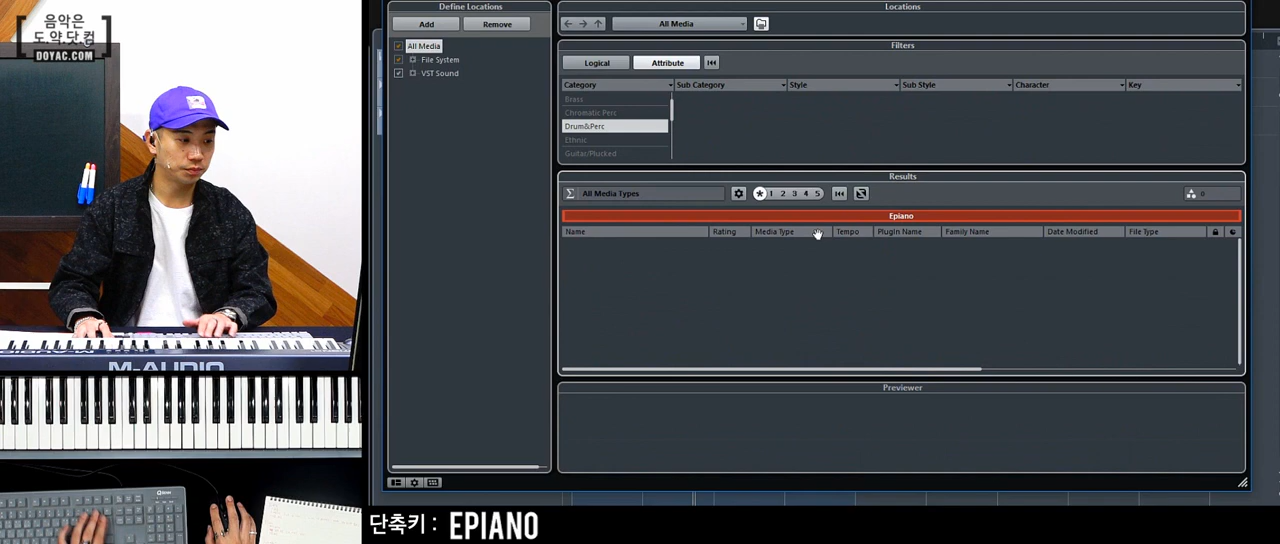 음악은
도.약.닷.컴
DOYAC.COM
M-AUDIO
Define Locations
Add
Remove
All Media
File System
VST Sound
Locations
All Media
Filters
Logical
Attribute
Category
Sub Category
Style
Sub Style
Character
Key
Brass
Chromatic Perc
Drum&Perc
Ethnic
Guitar/Plucked
Results
All Media Types
* 1 2 3 4 5
0
Epiano
Name
Rating
Media Type
Tempo
Plugin Name
Family Name
Date Modified
File Type
Previewer
단축키 : EPIANO